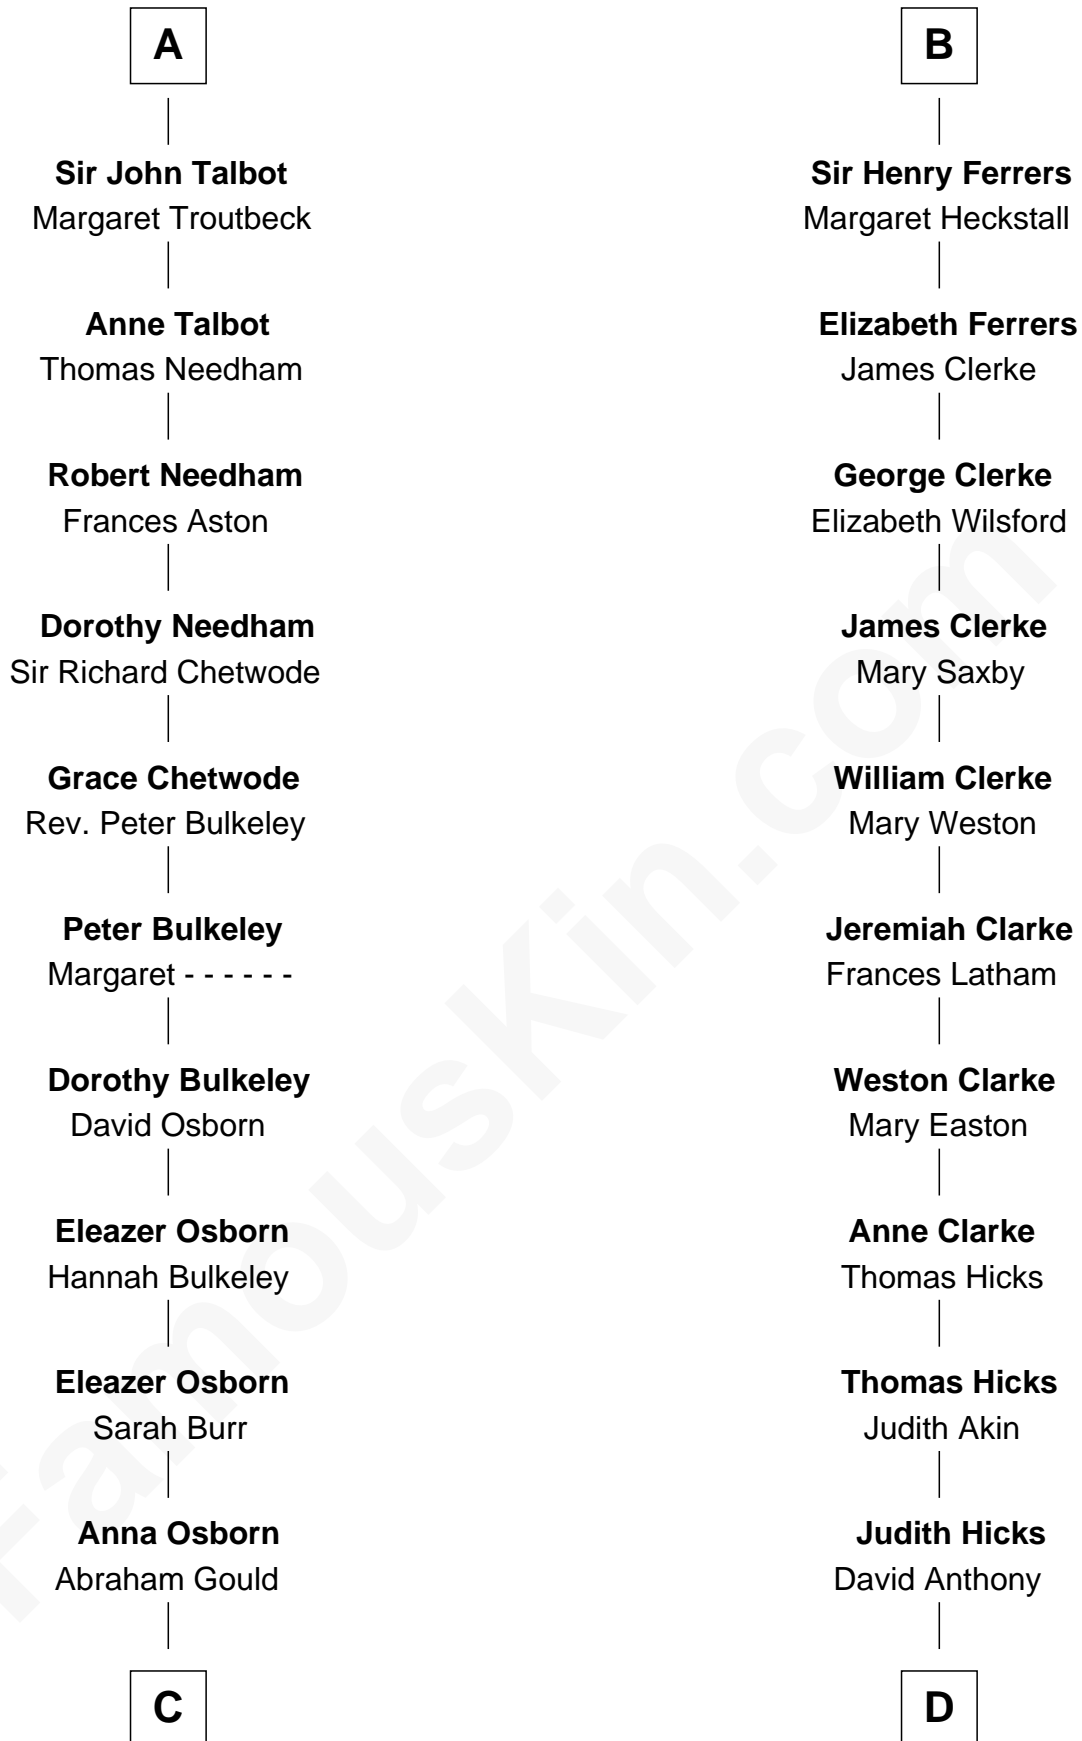 A
Sir John Talbot
Margaret Troutbeck
Anne Talbot
Thomas Needham
Robert Needham
Frances Aston
Dorothy Needham
Sir Richard Chetwode
Grace Chetwode
Rev. Peter Bulkeley
Peter Bulkeley
Margaret - - - - - -
Dorothy Bulkeley
David Osborn
Eleazer Osborn
Hannah Bulkeley
Eleazer Osborn
Sarah Burr
Anna Osborn
Abraham Gould
C
B
Sir Henry Ferrers
Margaret Heckstall
Elizabeth Ferrers
James Clerke
George Clerke
Elizabeth Wilsford
James Clerke
Mary Saxby
William Clerke
Mary Weston
Jeremiah Clarke
Frances Latham
Weston Clarke
Mary Easton
Anne Clarke
Thomas Hicks
Thomas Hicks
Judith Akin
Judith Hicks
David Anthony
D
FamousKin.com